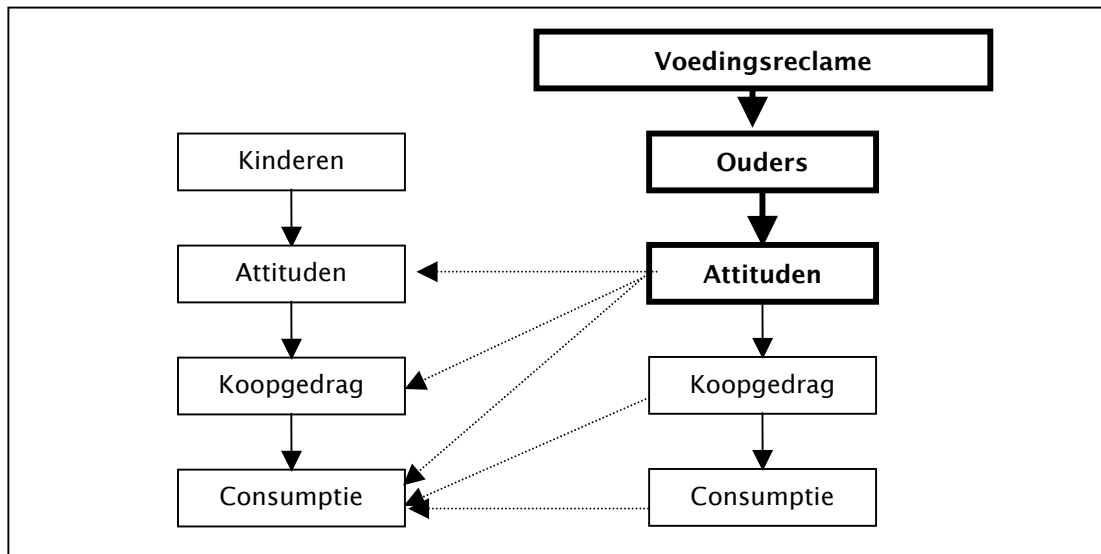 Voedingsreclame
Kinderen
Ouders
Attituden
Attituden
Koopgedrag
Koopgedrag
Consumptie
Consumptie